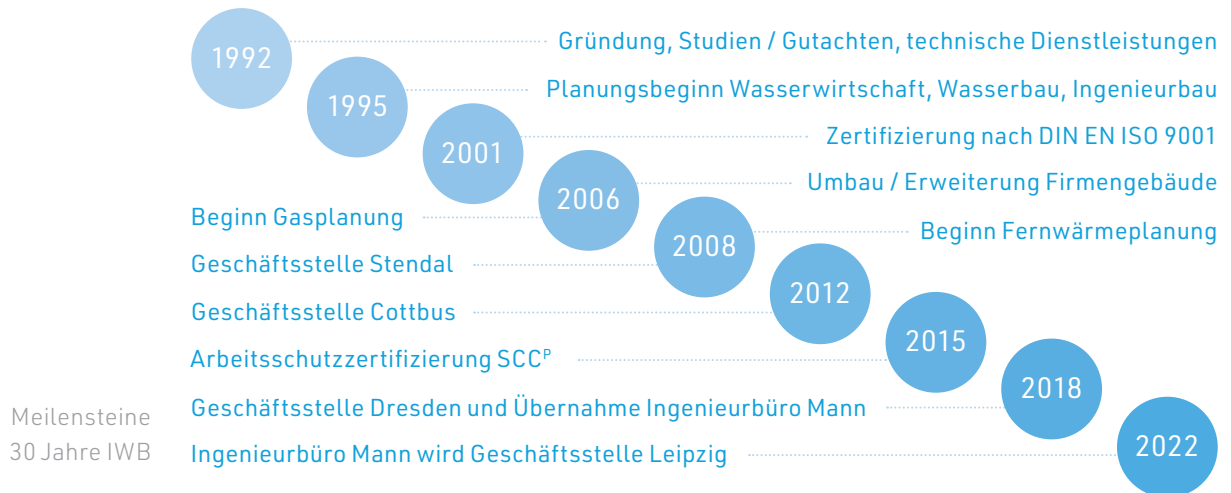 1992
Gründung, Studien / Gutachten, technische Dienstleistungen
1995
Planungsbeginn Wasserwirtschaft, Wasserbau, Ingenieurbau
2001
Zertifizierung nach DIN EN ISO 9001
2006
Umbau / Erweiterung Firmengebäude
Beginn Gasplanung
2008
Beginn Fernwärmeplanung
Geschäftsstelle Stendal
2012
Geschäftsstelle Cottbus
2015
Arbeitsschutzzertifizierung SCCᴾ
2018
Geschäftsstelle Dresden und Übernahme Ingenieurbüro Mann
2022
Ingenieurbüro Mann wird Geschäftsstelle Leipzig
Meilensteine
30 Jahre IWB